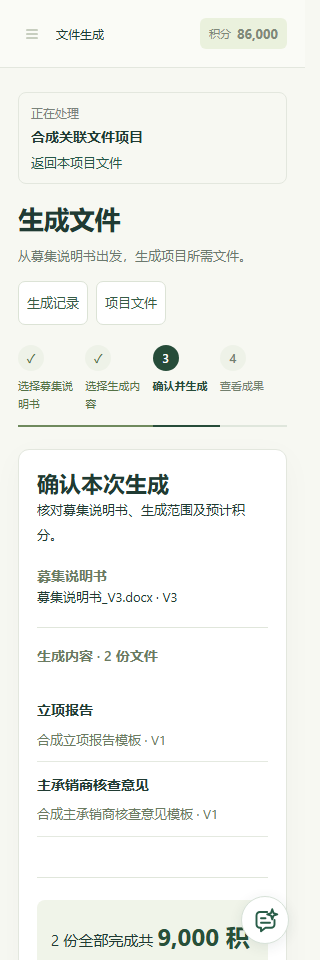 文件生成
积分 86,000
正在处理
合成关联文件项目
返回本项目文件
生成文件
从募集说明书出发，生成项目所需文件。
生成记录
项目文件
3
4
选择募集说
明书
选择生成内
容
确认并生成
查看成果
确认本次生成
核对募集说明书、生成范围及预计积
分。
募集说明书
募集说明书_V3.docx · V3
生成内容 · 2 份文件
立项报告
合成立项报告模板 · V1
主承销商核查意见
合成主承销商核查意见模板 · V1
2 份全部完成共 9,000 积